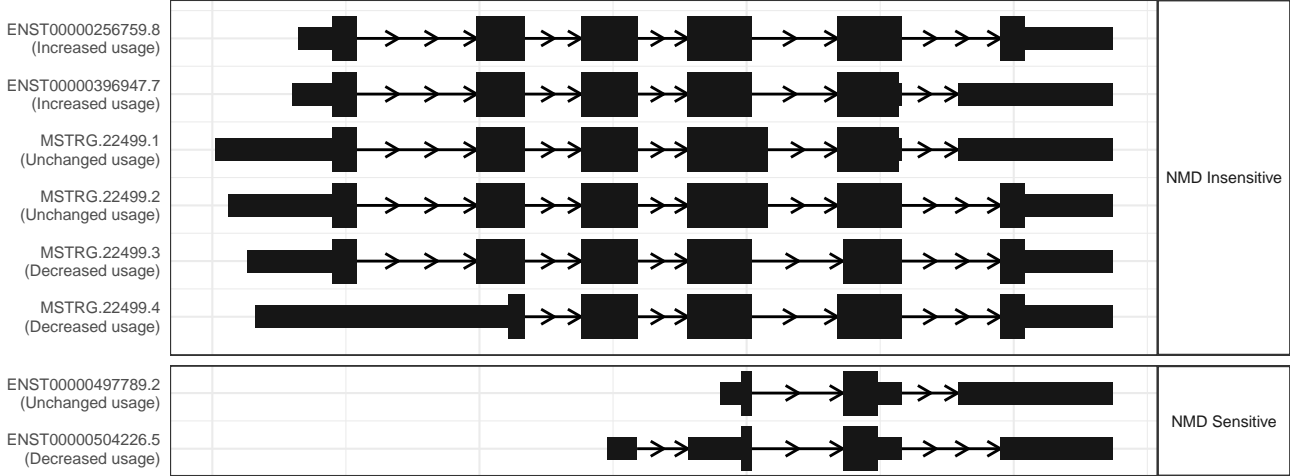 ENST00000256759.8
(Increased usage)
ENST00000396947.7
(Increased usage)
MSTRG.22499.1
(Unchanged usage)
MSTRG.22499.2
(Unchanged usage)
MSTRG.22499.3
(Decreased usage)
MSTRG.22499.4
(Decreased usage)
NMD Insensitive
ENST00000497789.2
(Unchanged usage)
ENST00000504226.5
(Decreased usage)
NMD Sensitive